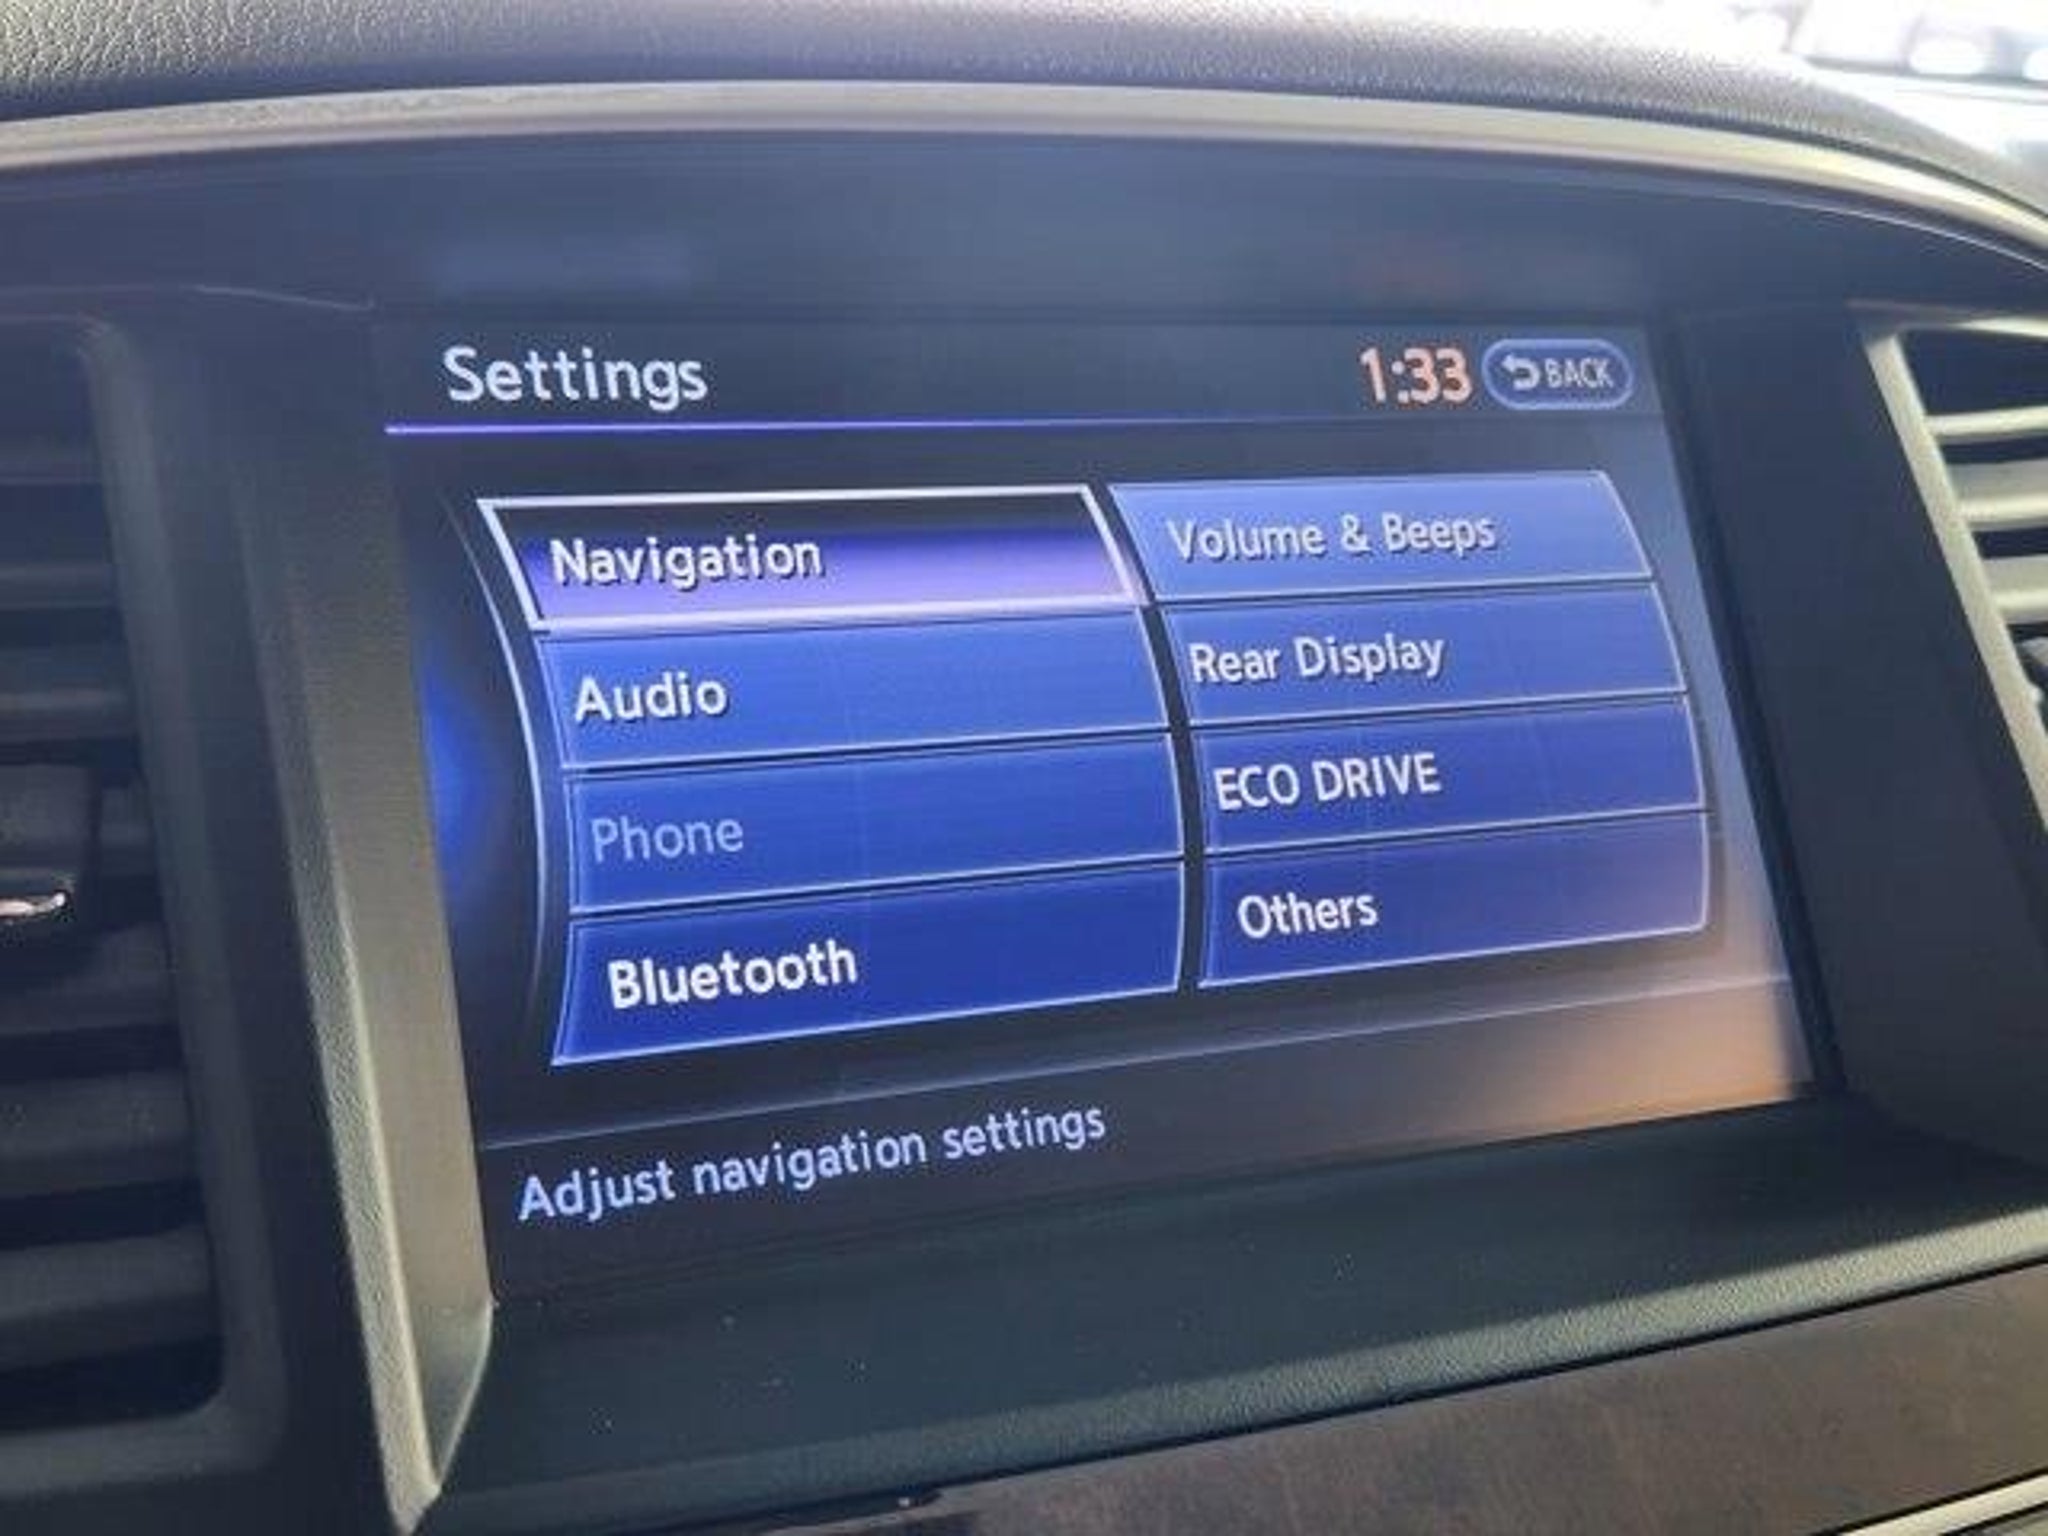 Settings
1:33
BACK
Navigation
Volume & Beeps
Audio
Rear Display
Phone
ECO DRIVE
Bluetooth
Others
Adjust navigation settings